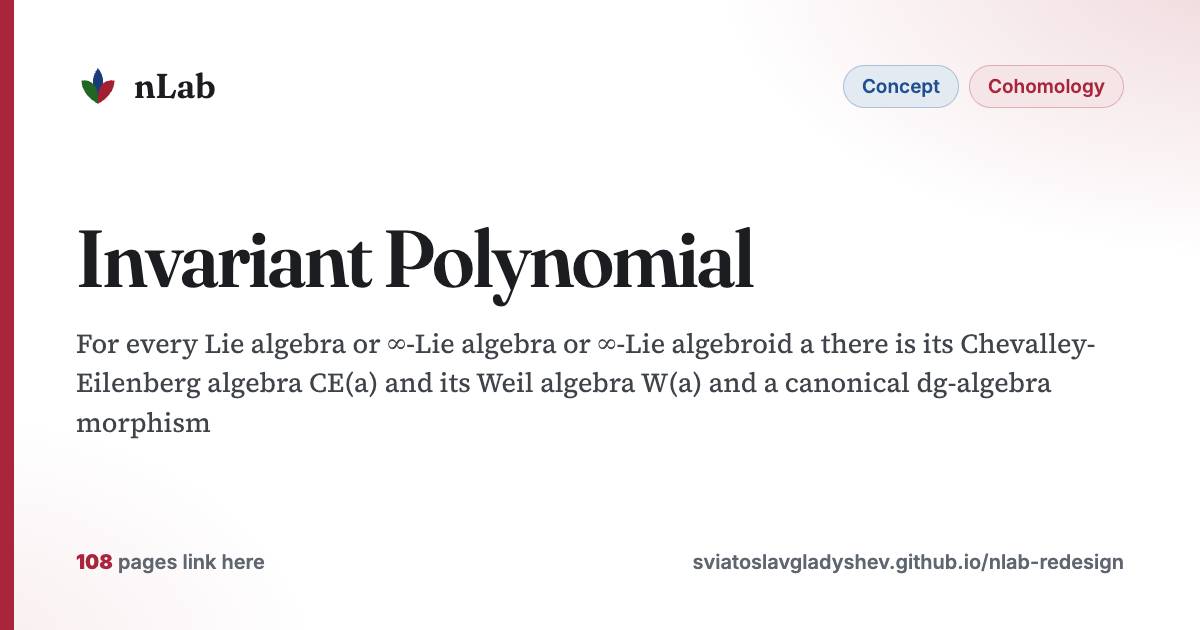 nLab
Concept
Cohomology
Invariant Polynomial
For every Lie algebra or ∞-Lie algebra or ∞-Lie algebroid a there is its Chevalley-
Eilenberg algebra CE(a) and its Weil algebra W(a) and a canonical dg-algebra
morphism
108 pages link here
sviatoslavgladyshev.github.io/nlab-redesign